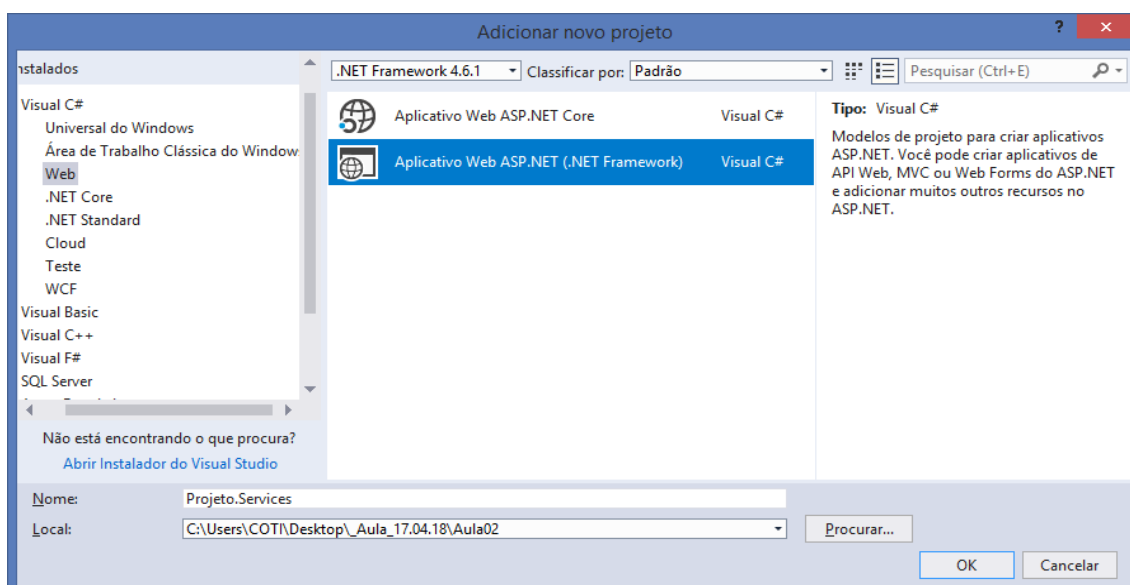 Adicionar novo projeto
?
nstalados
.NET Framework 4.6.1
Classificar por: Padrão
Pesquisar (Ctrl+E)
Visual C#
Universal do Windows
Área de Trabalho Clássica do Window
Web
.NET Core
.NET Standard
Cloud
Teste
WCF
Visual Basic
Visual C++
Visual F#
SQL Server
Não está encontrando o que procura?
Abrir Instalador do Visual Studio
Aplicativo Web ASP.NET Core Visual C#
Aplicativo Web ASP.NET (.NET Framework) Visual C#
Tipo: Visual C#
Modelos de projeto para criar aplicativos
ASP.NET. Você pode criar aplicativos de
API Web, MVC ou Web Forms do ASP.NET
e adicionar muitos outros recursos no
ASP.NET.
Nome: Projeto.Services
Local: C:\Users\COTI\Desktop\_Aula_17.04.18\Aula02
Procurar...
OK Cancelar